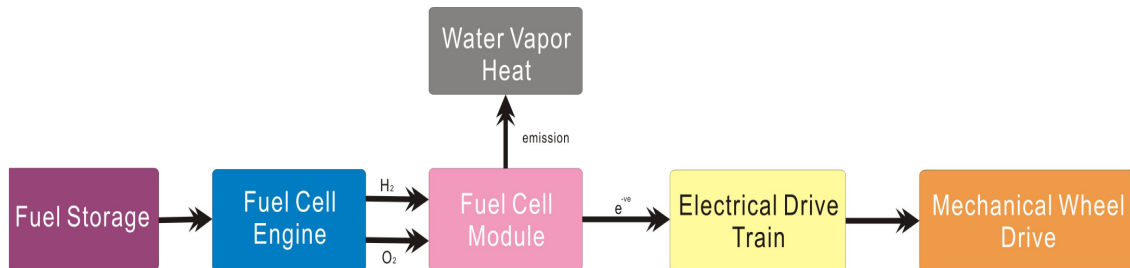 Water Vapor
Heat
emission
Fuel Storage
Fuel Cell
Engine
H₂
O₂
Fuel Cell
Module
e⁻ᵛᵉ
Electrical Drive
Train
Mechanical Wheel
Drive